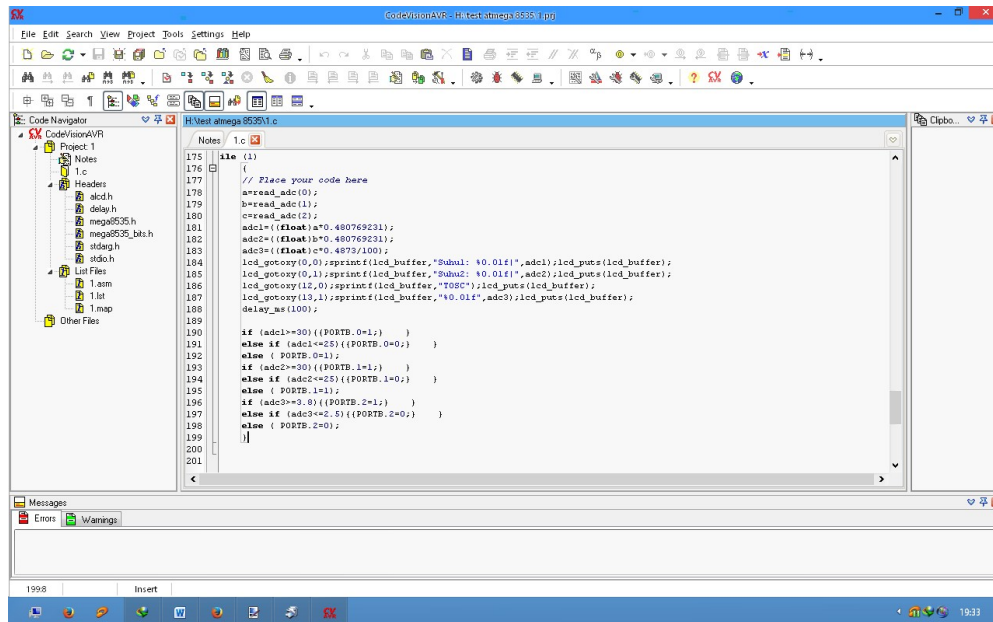 CodeVisionAVR - H:\test atmega 8535\1.prj
File Edit Search View Project Tools Settings Help
Code Navigator
CodeVisionAVR
Project: 1
Notes
1.c
Headers
alcd.h
delay.h
mega8535.h
mega8535_bits.h
stdarg.h
stdio.h
List Files
1.asm
1.lst
1.map
Other Files
H:\test atmega 8535\1.c
Notes 1.c
175 ile (1)
176 {
177 // Place your code here
178 a=read_adc(0);
179 b=read_adc(1);
180 c=read_adc(2);
181 adc1=((float)a*0.480769231);
182 adc2=((float)b*0.480769231);
183 adc3=((float)c*0.4873/100);
184 lcd_gotoxy(0,0);sprintf(lcd_buffer,"Suhu1: %0.01f|",adc1);lcd_puts(lcd_buffer);
185 lcd_gotoxy(0,1);sprintf(lcd_buffer,"Suhu2: %0.01f|",adc2);lcd_puts(lcd_buffer);
186 lcd_gotoxy(12,0);sprintf(lcd_buffer,"TOSC");lcd_puts(lcd_buffer);
187 lcd_gotoxy(13,1);sprintf(lcd_buffer,"%0.01f",adc3);lcd_puts(lcd_buffer);
188 delay_ms(100);
189
190 if (adc1>=30){{PORTB.0=1;} }
191 else if (adc1<=25){{PORTB.0=0;} }
192 else ( PORTB.0=1);
193 if (adc2>=30){{PORTB.1=1;} }
194 else if (adc2<=25){{PORTB.1=0;} }
195 else ( PORTB.1=1);
196 if (adc3>=3.8){{PORTB.2=1;} }
197 else if (adc3<=2.5){{PORTB.2=0;} }
198 else ( PORTB.2=0);
199 }
200
201
Clipbo...
Messages
Errors Warnings
199:8 Insert
19:33